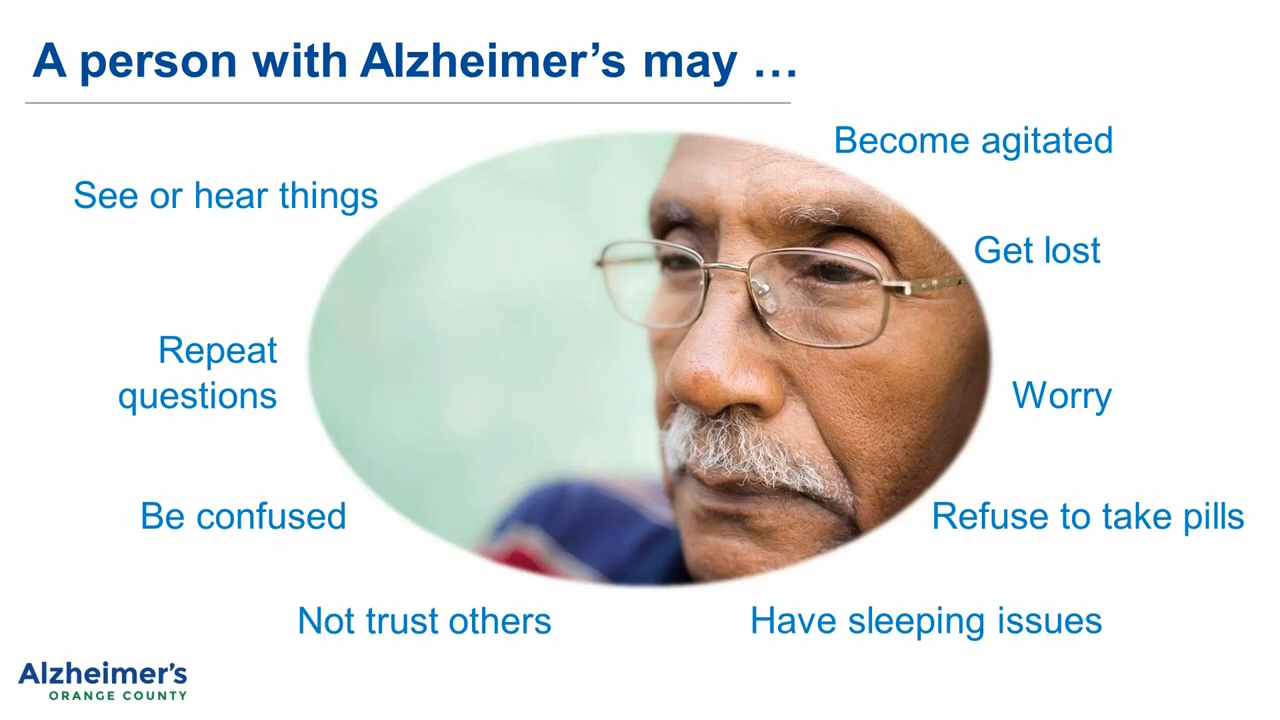 A person with Alzheimer’s may …
Become agitated
See or hear things
Get lost
Repeat
questions
Worry
Be confused
Refuse to take pills
Not trust others
Have sleeping issues
Alzheimer’s
ORANGE COUNTY